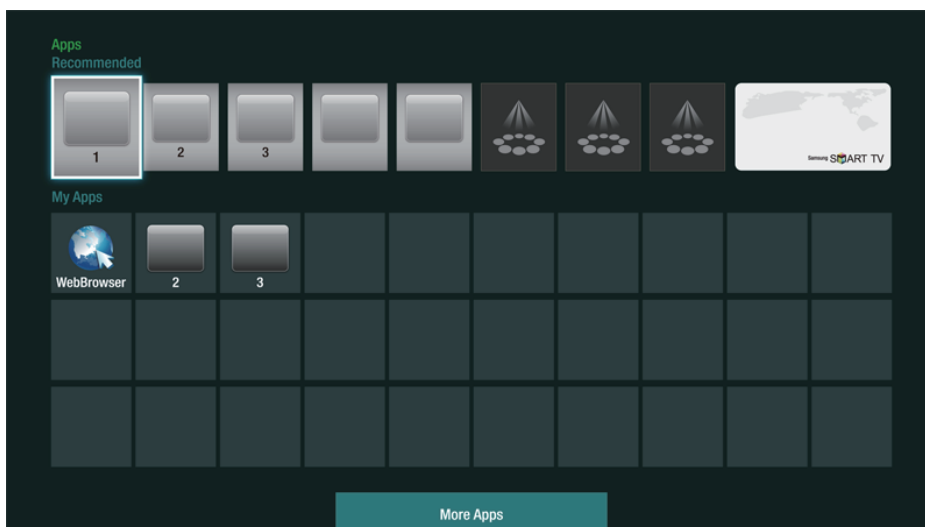 Apps
Recommended
1
2
3
Samsung SMART TV
My Apps
WebBrowser
2
3
More Apps